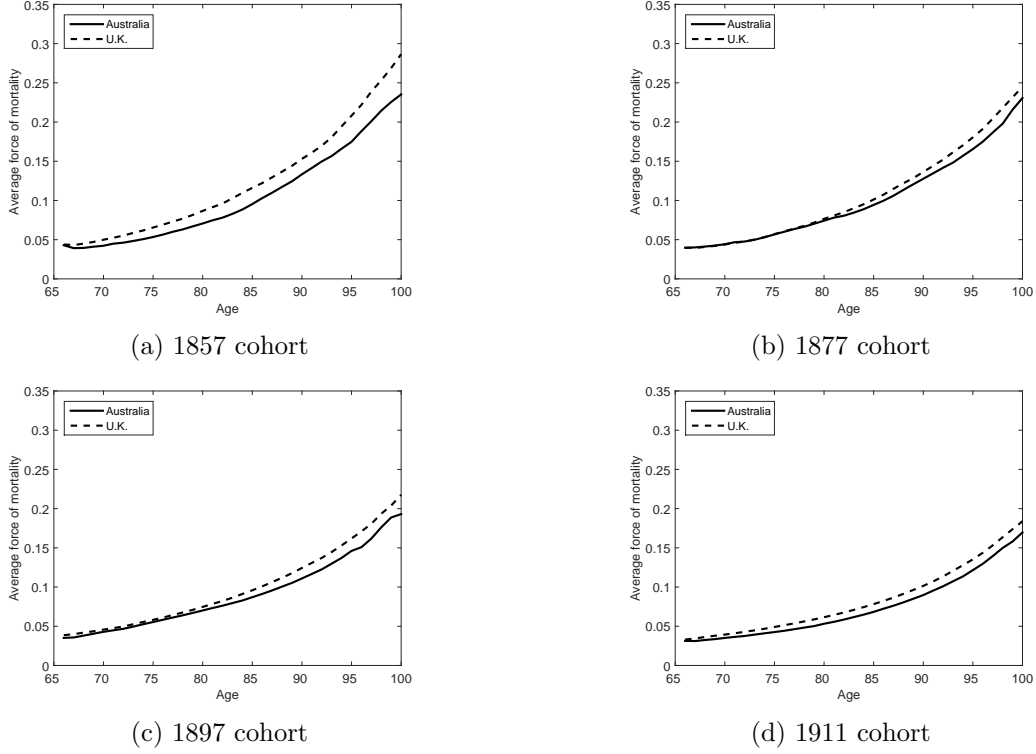 0.35
0.3
0.25
0.2
0.15
0.1
0.05
0
Average force of mortality
Australia
U.K.
65 70 75 80 85 90 95 100
Age
(a) 1857 cohort
0.35
0.3
0.25
0.2
0.15
0.1
0.05
0
Average force of mortality
Australia
U.K.
65 70 75 80 85 90 95 100
Age
(b) 1877 cohort
0.35
0.3
0.25
0.2
0.15
0.1
0.05
0
Average force of mortality
Australia
U.K.
65 70 75 80 85 90 95 100
Age
(c) 1897 cohort
0.35
0.3
0.25
0.2
0.15
0.1
0.05
0
Average force of mortality
Australia
U.K.
65 70 75 80 85 90 95 100
Age
(d) 1911 cohort